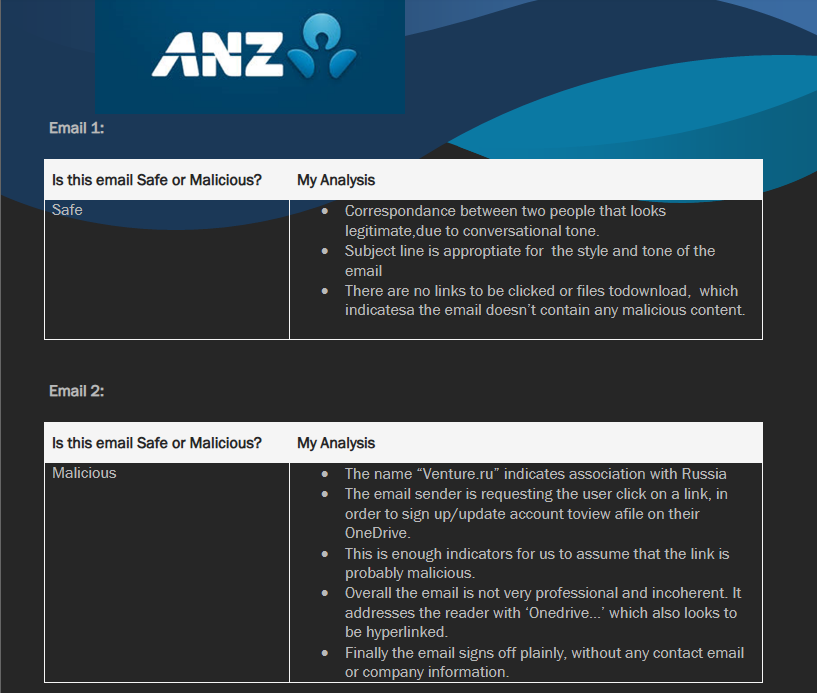 ANZ
Email 1:
Is this email Safe or Malicious? My Analysis
Safe
• Correspondance between two people that looks
legitimate,due to conversational tone.
• Subject line is approptiate for the style and tone of the
email
• There are no links to be clicked or files todownload, which
indicatesa the email doesn't contain any malicious content.
Email 2:
Is this email Safe or Malicious? My Analysis
Malicious
• The name “Venture.ru” indicates association with Russia
• The email sender is requesting the user click on a link, in
order to sign up/update account toview afile on their
OneDrive.
• This is enough indicators for us to assume that the link is
probably malicious.
• Overall the email is not very professional and incoherent. It
addresses the reader with ‘Onedrive...’ which also looks to
be hyperlinked.
• Finally the email signs off plainly, without any contact email
or company information.